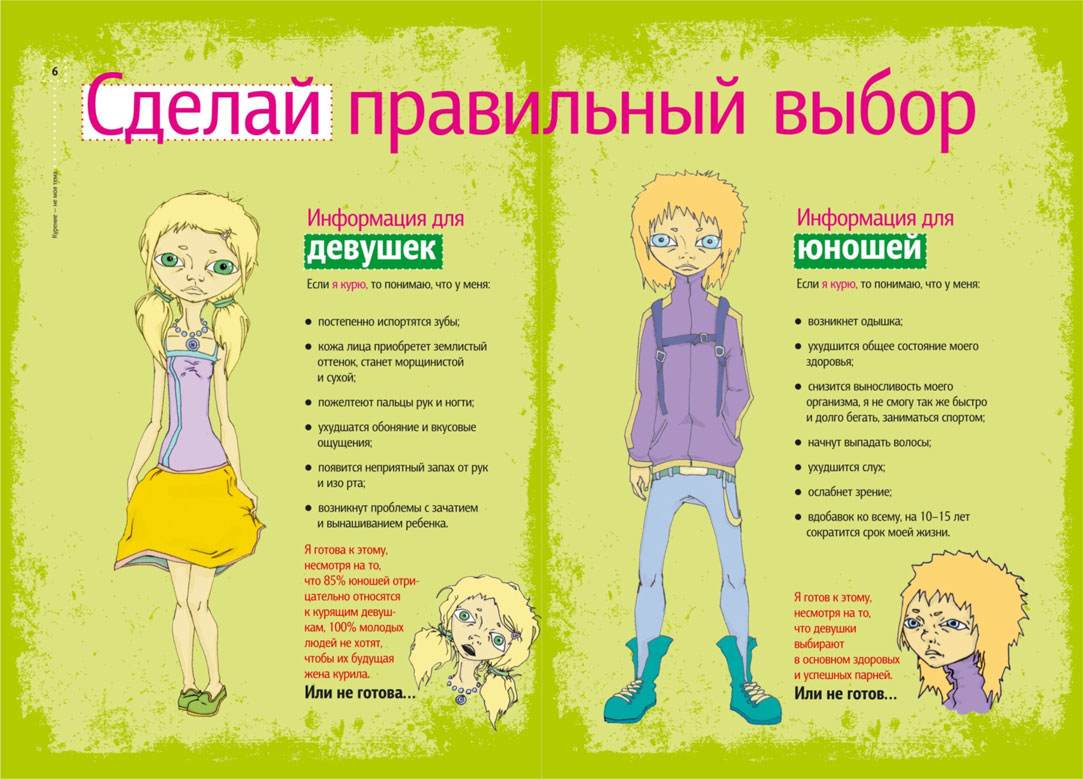 6
Сделай правильный выбор
Курение – не моя тема
Информация для
девушек
Если я курю, то понимаю, что у меня:
● постепенно испортятся зубы;
● кожа лица приобретет землистый
оттенок, станет морщинистой
и сухой;
● пожелтеют пальцы рук и ногти;
● ухудшатся обоняние и вкусовые
ощущения;
● появится неприятный запах от рук
и изо рта;
● возникнут проблемы с зачатием
и вынашиванием ребенка.
Я готова к этому,
несмотря на то,
что 85% юношей отри-
цательно относятся
к курящим девуш-
кам, 100% молодых
людей не хотят,
чтобы их будущая
жена курила.
Или не готова...
Информация для
юношей
Если я курю, то понимаю, что у меня:
● возникнет одышка;
● ухудшится общее состояние моего
здоровья;
● снизится выносливость моего
организма, я не смогу так же быстро
и долго бегать, заниматься спортом;
● начнут выпадать волосы;
● ухудшится слух;
● ослабнет зрение;
● вдобавок ко всему, на 10–15 лет
сократится срок моей жизни.
Я готов к этому,
несмотря на то,
что девушки
выбирают
в основном здоровых
и успешных парней.
Или не готов...